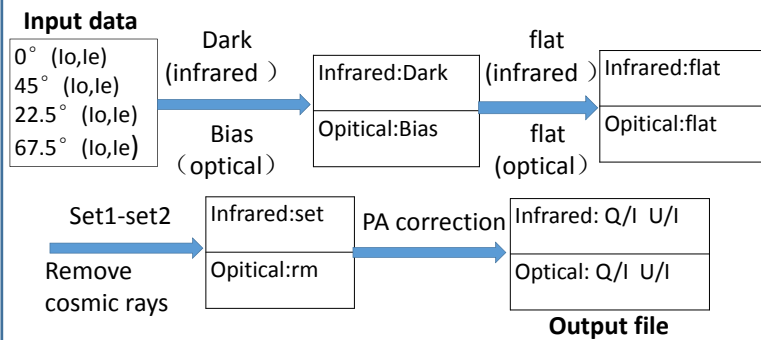 Input data
0° (Io,Ie)
45° (Io,Ie)
22.5° (Io,Ie)
67.5° (Io,Ie)
Dark
(infrared）
Bias
（optical）
Infrared:Dark
Opitical:Bias
flat
(infrared）
flat
(optical）
Infrared:flat
Opitical:flat
Set1-set2
Remove
cosmic rays
Infrared:set
Opitical:rm
PA correction
Infrared: Q/I U/I
Optical: Q/I U/I
Output file